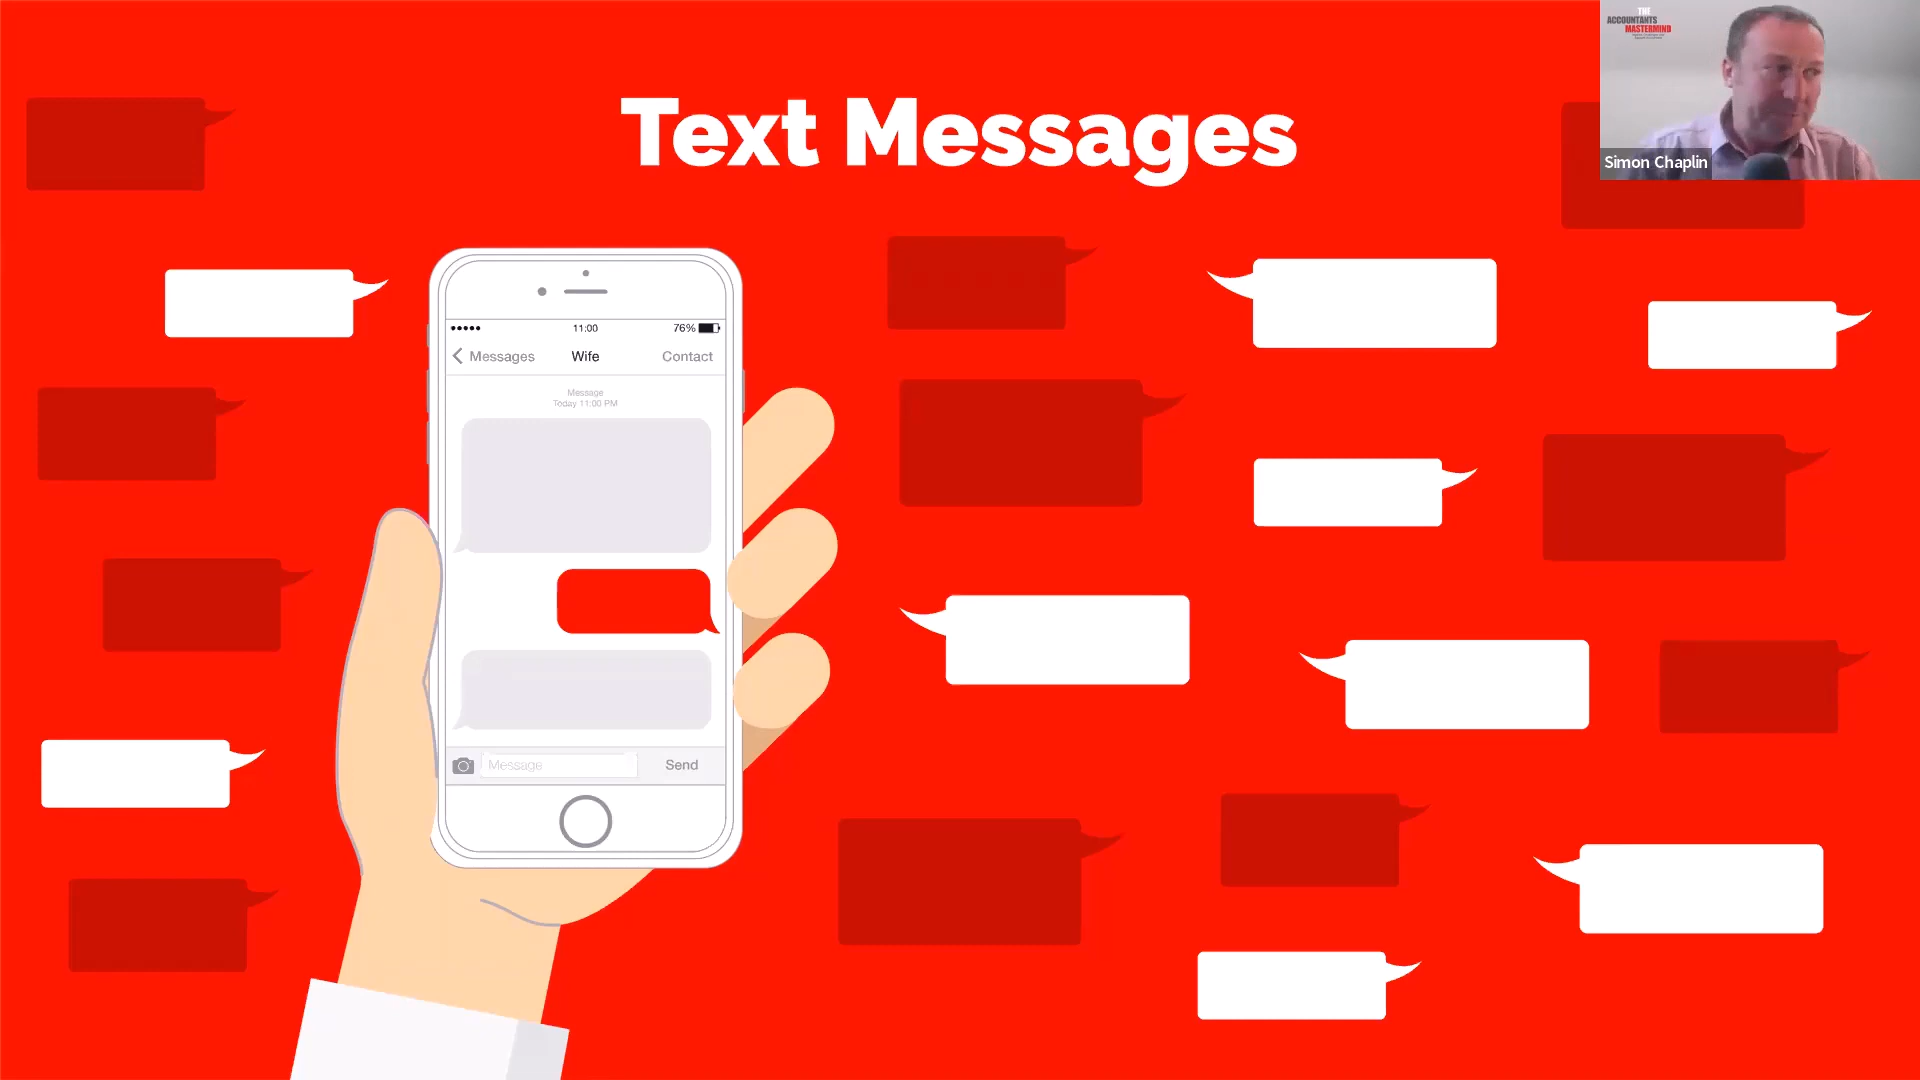 THE
ACCOUNTANTS
MASTERMIND
Simon Chaplin
Text Messages
11:00
76%
Messages
Wife
Contact
Message
Today 11:00 PM
Message
Send